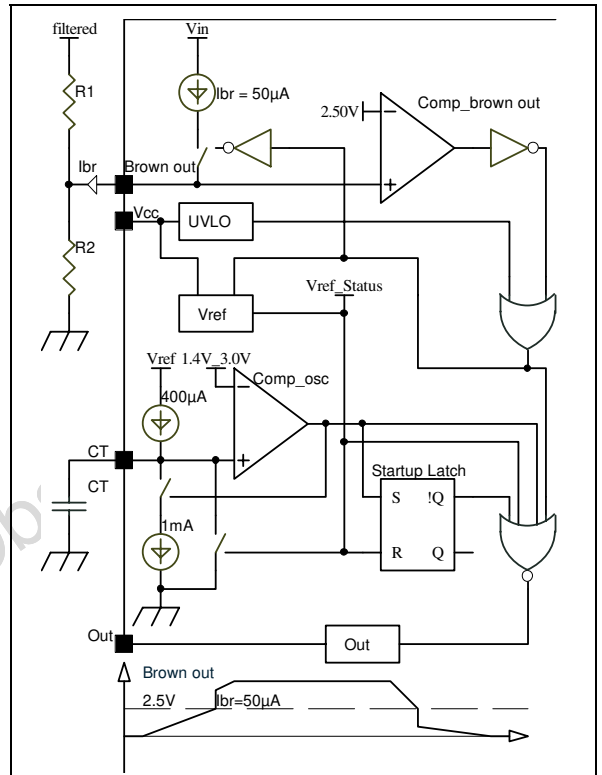 filtered
Vin
R1
Ibr = 50µA
2.50V
Comp_brown out
Ibr
Brown out
Vcc
UVLO
R2
Vref
Vref_Status
Vref 1.4V_3.0V
Comp_osc
400µA
CT
CT
Startup Latch
S !Q
1mA
R Q
Out
Out
Brown out
2.5V
Ibr=50µA